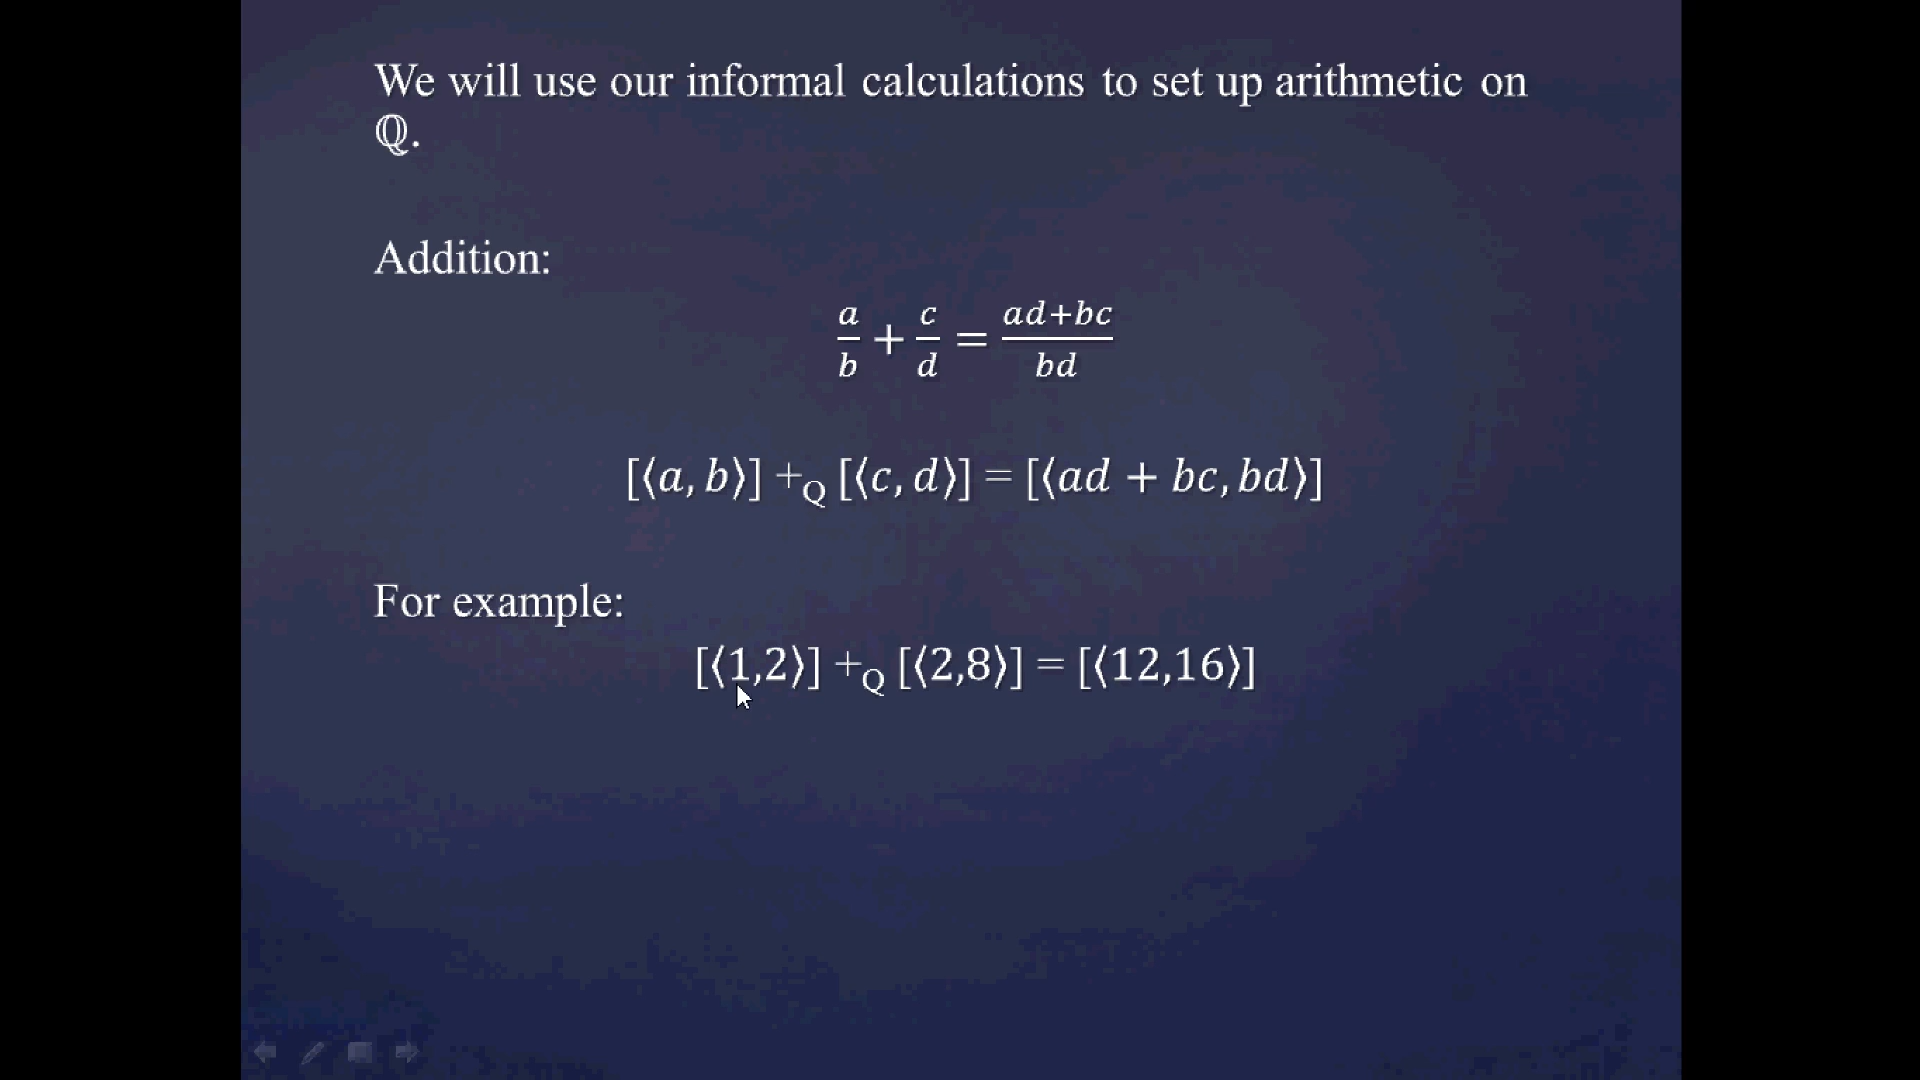 We will use our informal calculations to set up arithmetic on
ℚ.
Addition:
a/b + c/d = ad+bc/bd
[⟨a, b⟩] +_Q [⟨c, d⟩] = [⟨ad + bc, bd⟩]
For example:
[⟨1,2⟩] +_Q [⟨2,8⟩] = [⟨12,16⟩]